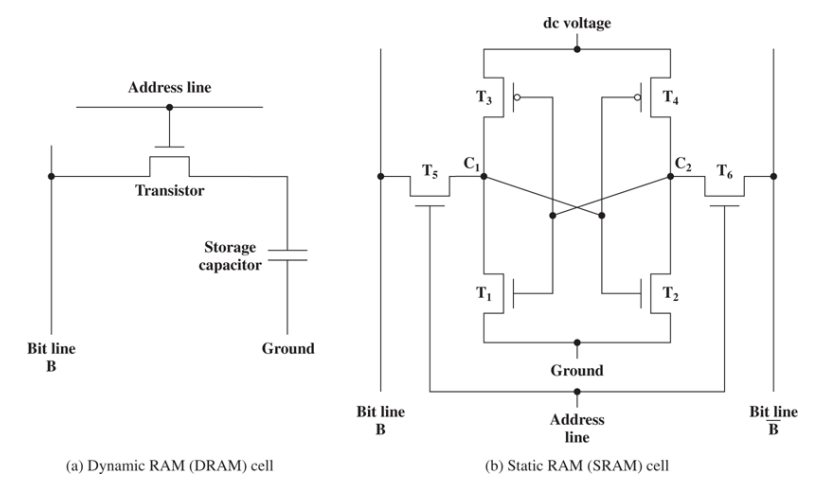 Address line
Transistor
Storage
capacitor
Bit line
B
Ground
(a) Dynamic RAM (DRAM) cell
dc voltage
T3
T4
T5
C1
C2
T6
T1
T2
Ground
Bit line
B
Address
line
Bit line
B̅
(b) Static RAM (SRAM) cell